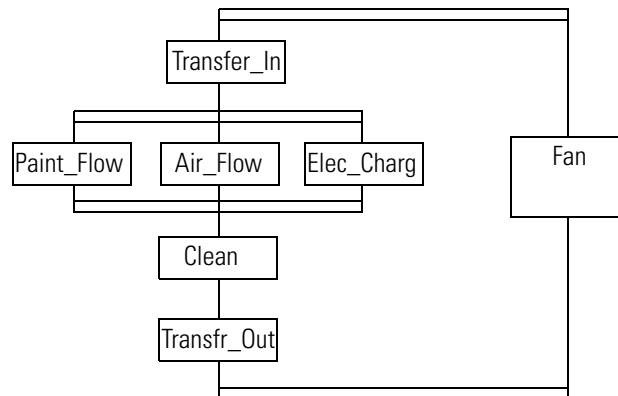 Transfer_In
Paint_Flow
Air_Flow
Elec_Charg
Fan
Clean
Transfr_Out